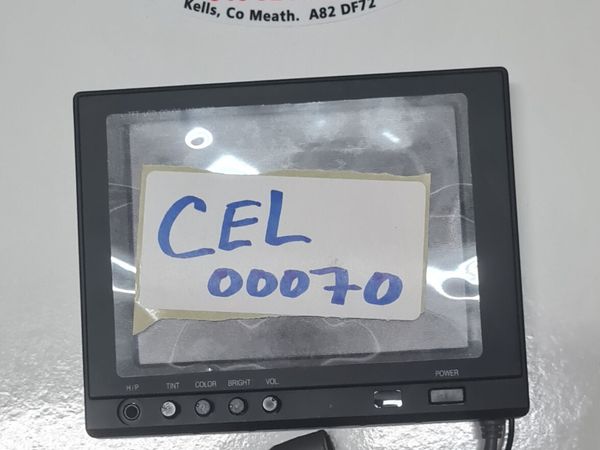 Kells, Co Meath. A82 DF72
CEL
00070
H/P TINT COLOR BRIGHT VOL. POWER